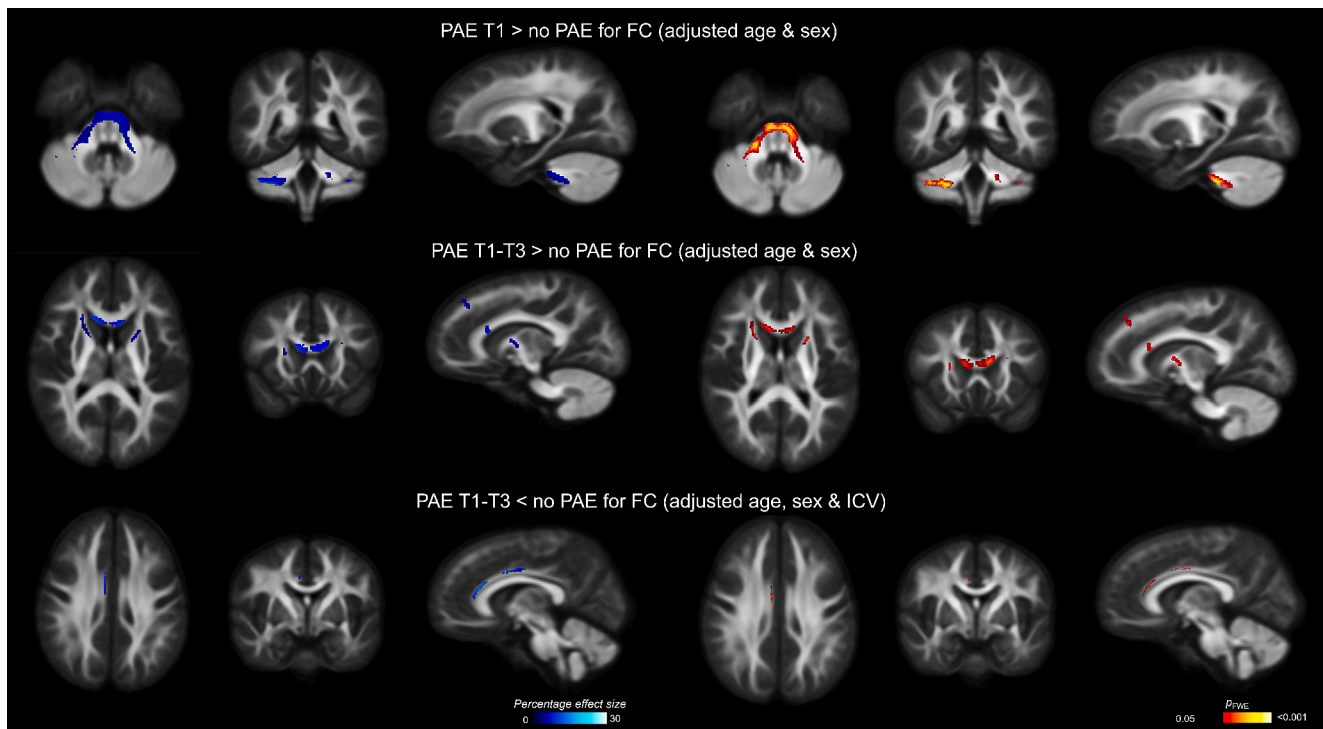 PAE T1 > no PAE for FC (adjusted age & sex)
PAE T1-T3 > no PAE for FC (adjusted age & sex)
PAE T1-T3 < no PAE for FC (adjusted age, sex & ICV)
Percentage effect size
0 30
pFWE
0.05 <0.001